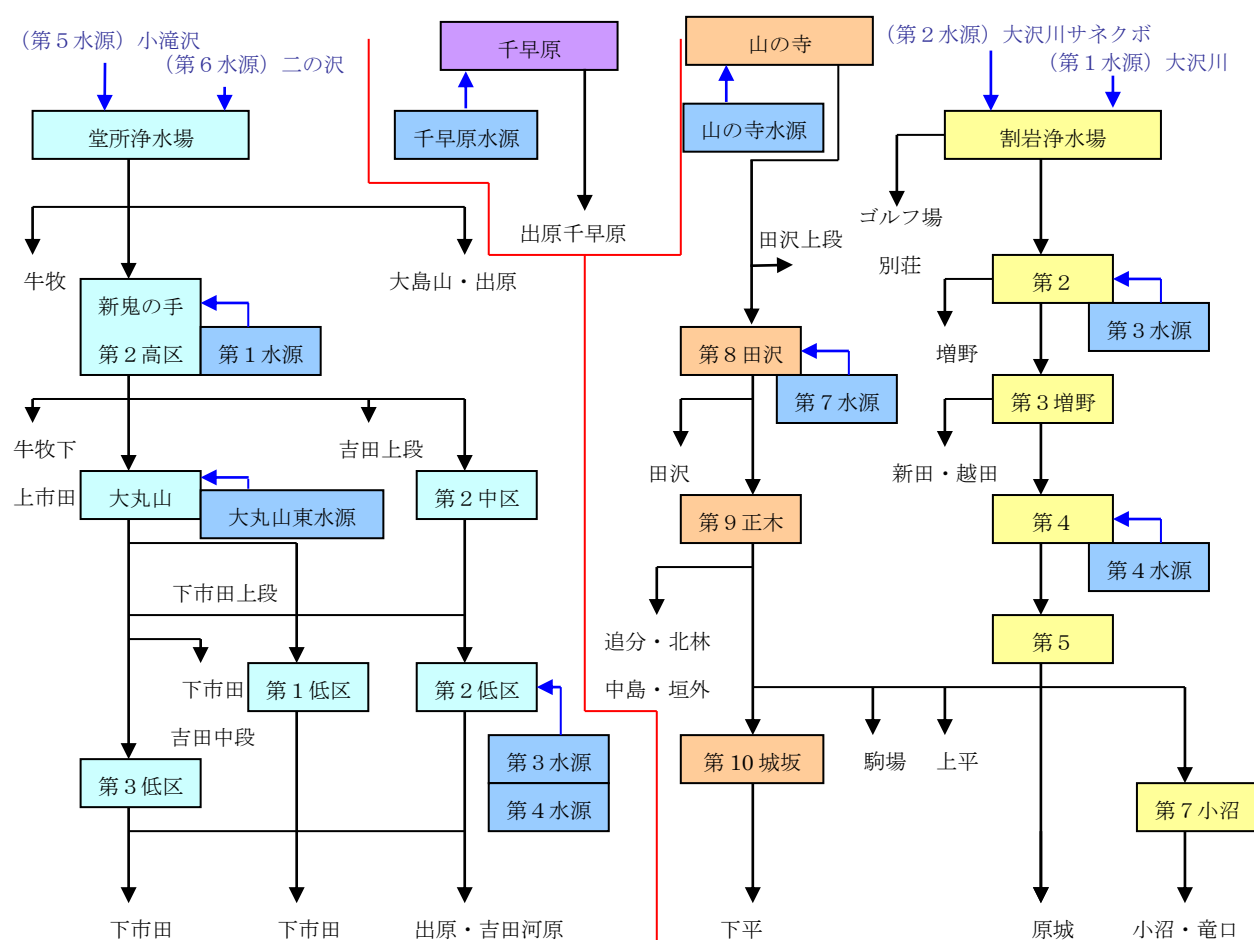 （第５水源）小滝沢
（第６水源）二の沢
千早原
山の寺
（第２水源）大沢川サネクボ
（第１水源）大沢川
堂所浄水場
千早原水源
山の寺水源
割岩浄水場
ゴルフ場
出原千早原
田沢上段
別荘
牛牧
大島山・出原
第２
新鬼の手
第２高区
第１水源
第８田沢
第３水源
増野
第７水源
第３増野
牛牧下
吉田上段
田沢
新田・越田
上市田
大丸山
大丸山東水源
第２中区
第９正木
第４
第４水源
下市田上段
追分・北林
第５
下市田
第１低区
第２低区
中島・垣外
吉田中段
第３水源
第１０城坂
駒場
上平
第３低区
第４水源
第７小沼
下市田
下市田
出原・吉田河原
下平
原城
小沼・竜口